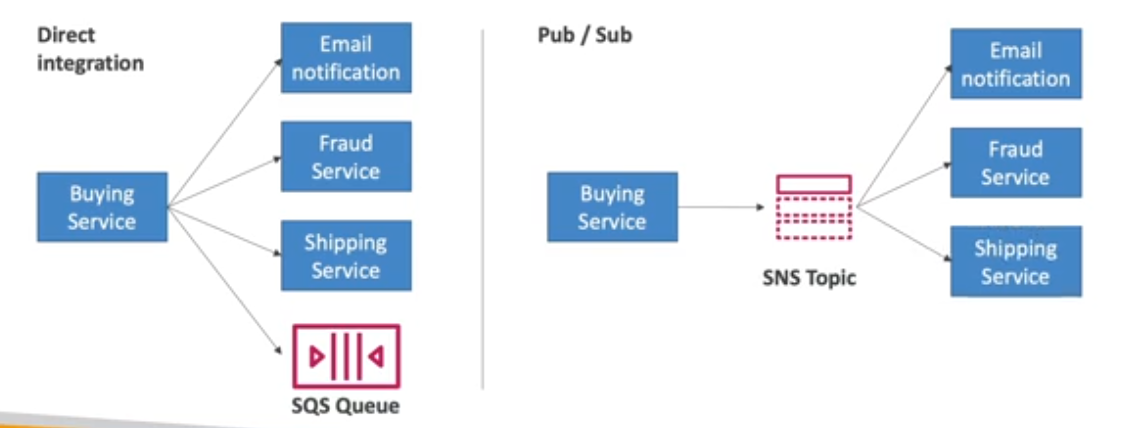 Direct
integration
Email
notification
Fraud
Service
Buying
Service
Shipping
Service
SQS Queue
Pub / Sub
Email
notification
Fraud
Service
Buying
Service
SNS Topic
Shipping
Service